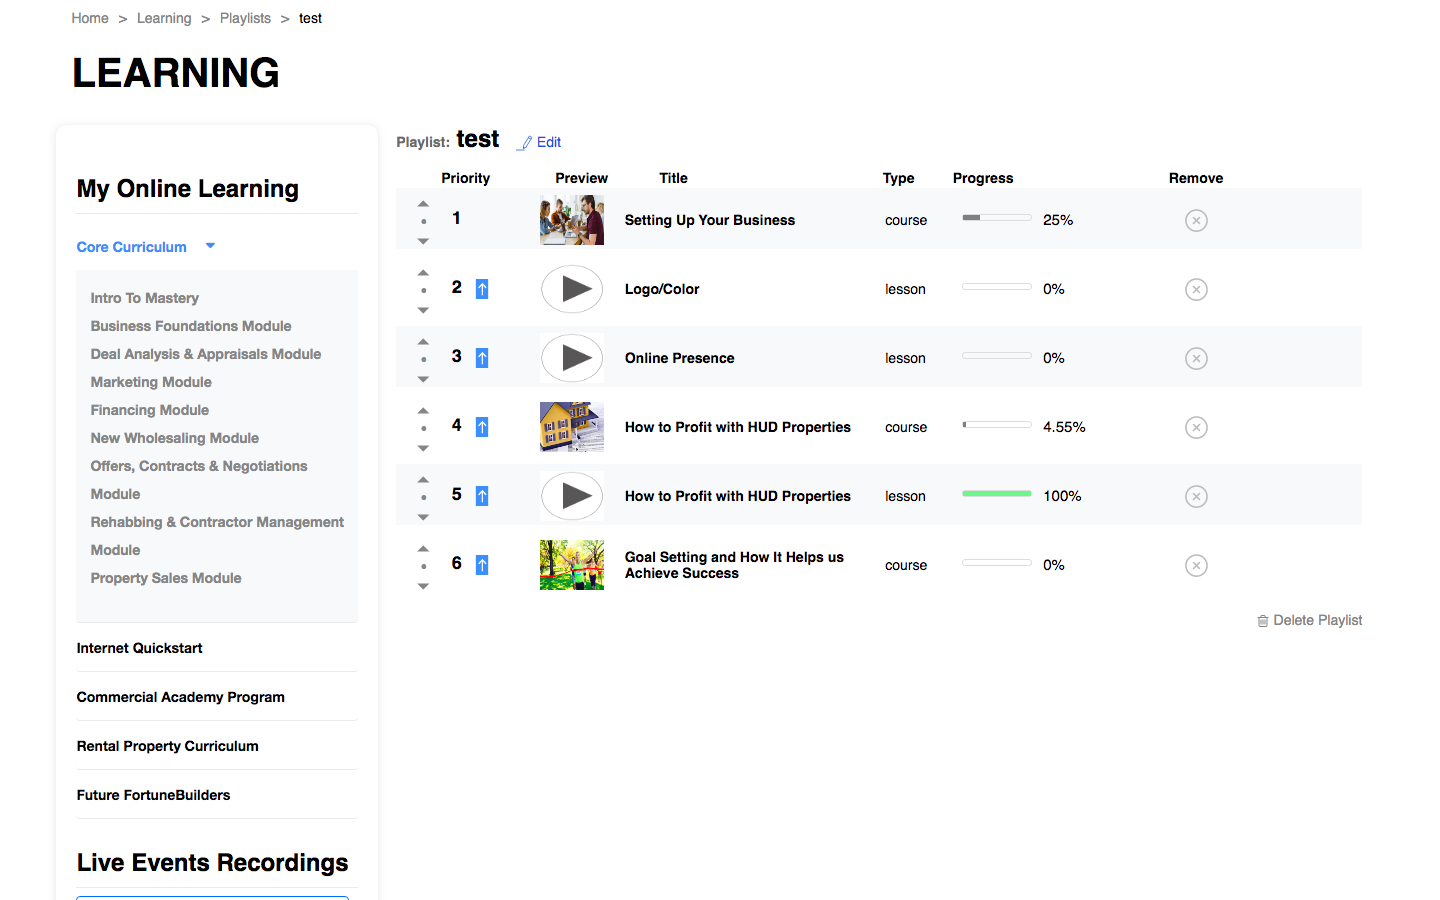 Home > Learning > Playlists > test
LEARNING
My Online Learning
Core Curriculum
Intro To Mastery
Business Foundations Module
Deal Analysis & Appraisals Module
Marketing Module
Financing Module
New Wholesaling Module
Offers, Contracts & Negotiations
Module
Rehabbing & Contractor Management
Module
Property Sales Module
Internet Quickstart
Commercial Academy Program
Rental Property Curriculum
Future FortuneBuilders
Live Events Recordings
Playlist: test Edit
Priority Preview Title Type Progress Remove
1 Setting Up Your Business course 25%
2 Logo/Color lesson 0%
3 Online Presence lesson 0%
4 How to Profit with HUD Properties course 4.55%
5 How to Profit with HUD Properties lesson 100%
6 Goal Setting and How It Helps us
Achieve Success course 0%
Delete Playlist